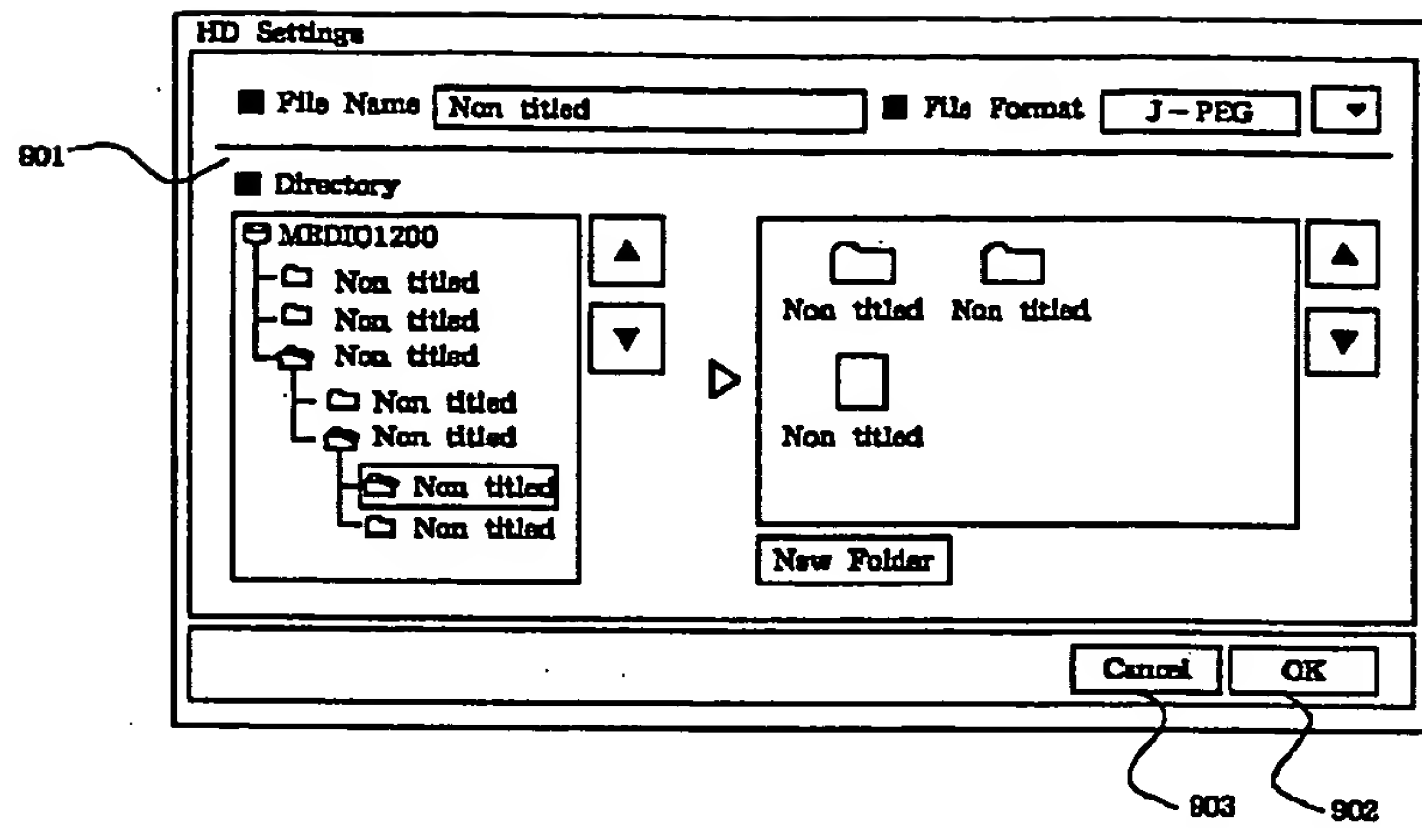 HD Settings
■ File Name Non titled ■ File Format J-PEG
901
■ Directory
MEDIO1200
Non titled
Non titled
Non titled
Non titled
Non titled
Non titled
Non titled
Non titled Non titled
Non titled
New Folder
Cancel OK
903 902